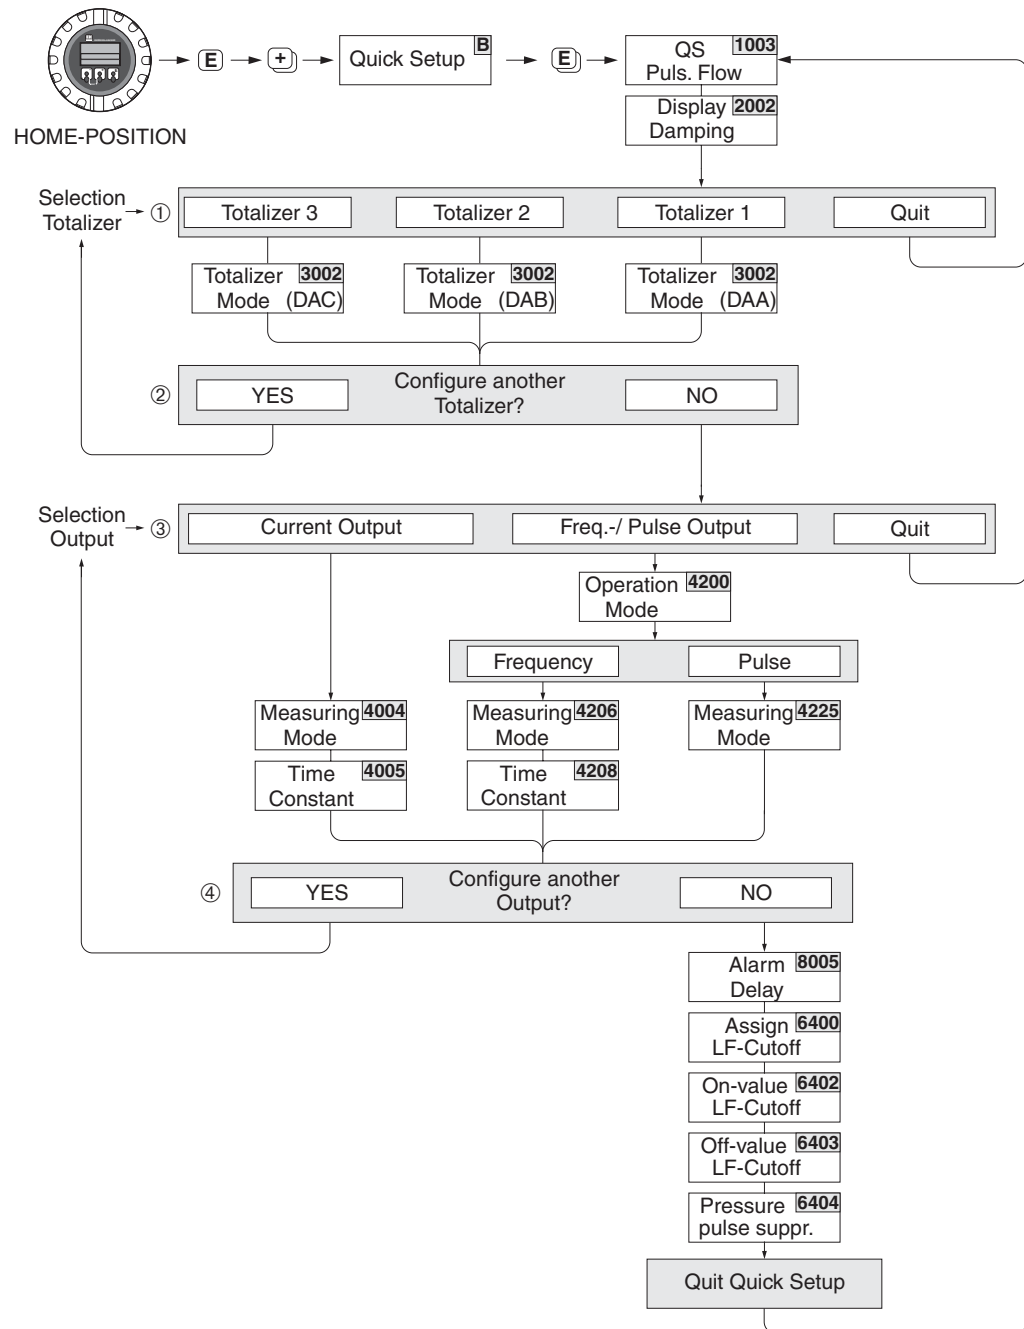 E
+
Quick Setup B
E
QS 1003
Puls. Flow
HOME-POSITION
Display 2002
Damping
Selection
Totalizer
①
Totalizer 3
Totalizer 2
Totalizer 1
Quit
Totalizer 3002
Mode (DAC)
Totalizer 3002
Mode (DAB)
Totalizer 3002
Mode (DAA)
②
YES
Configure another
Totalizer?
NO
Selection
Output
③
Current Output
Freq.-/ Pulse Output
Quit
Operation 4200
Mode
Frequency
Pulse
Measuring 4004
Mode
Measuring 4206
Mode
Measuring 4225
Mode
Time 4005
Constant
Time 4208
Constant
④
YES
Configure another
Output?
NO
Alarm 8005
Delay
Assign 6400
LF-Cutoff
On-value 6402
LF-Cutoff
Off-value 6403
LF-Cutoff
Pressure 6404
pulse suppr.
Quit Quick Setup